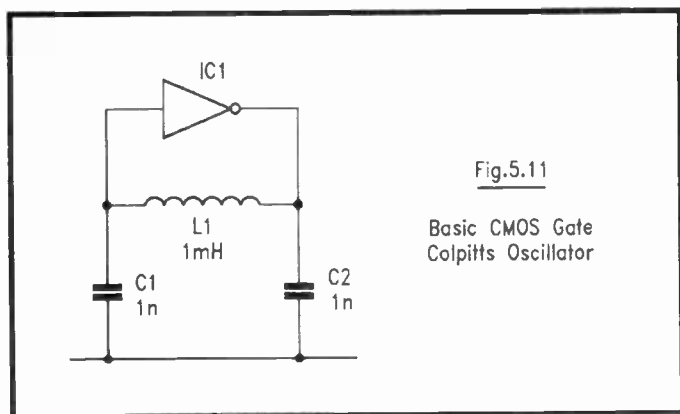 IC1
Fig.5.11
L1
1mH
Basic CMOS Gate
Colpitts Oscillator
C1
1n
C2
1n